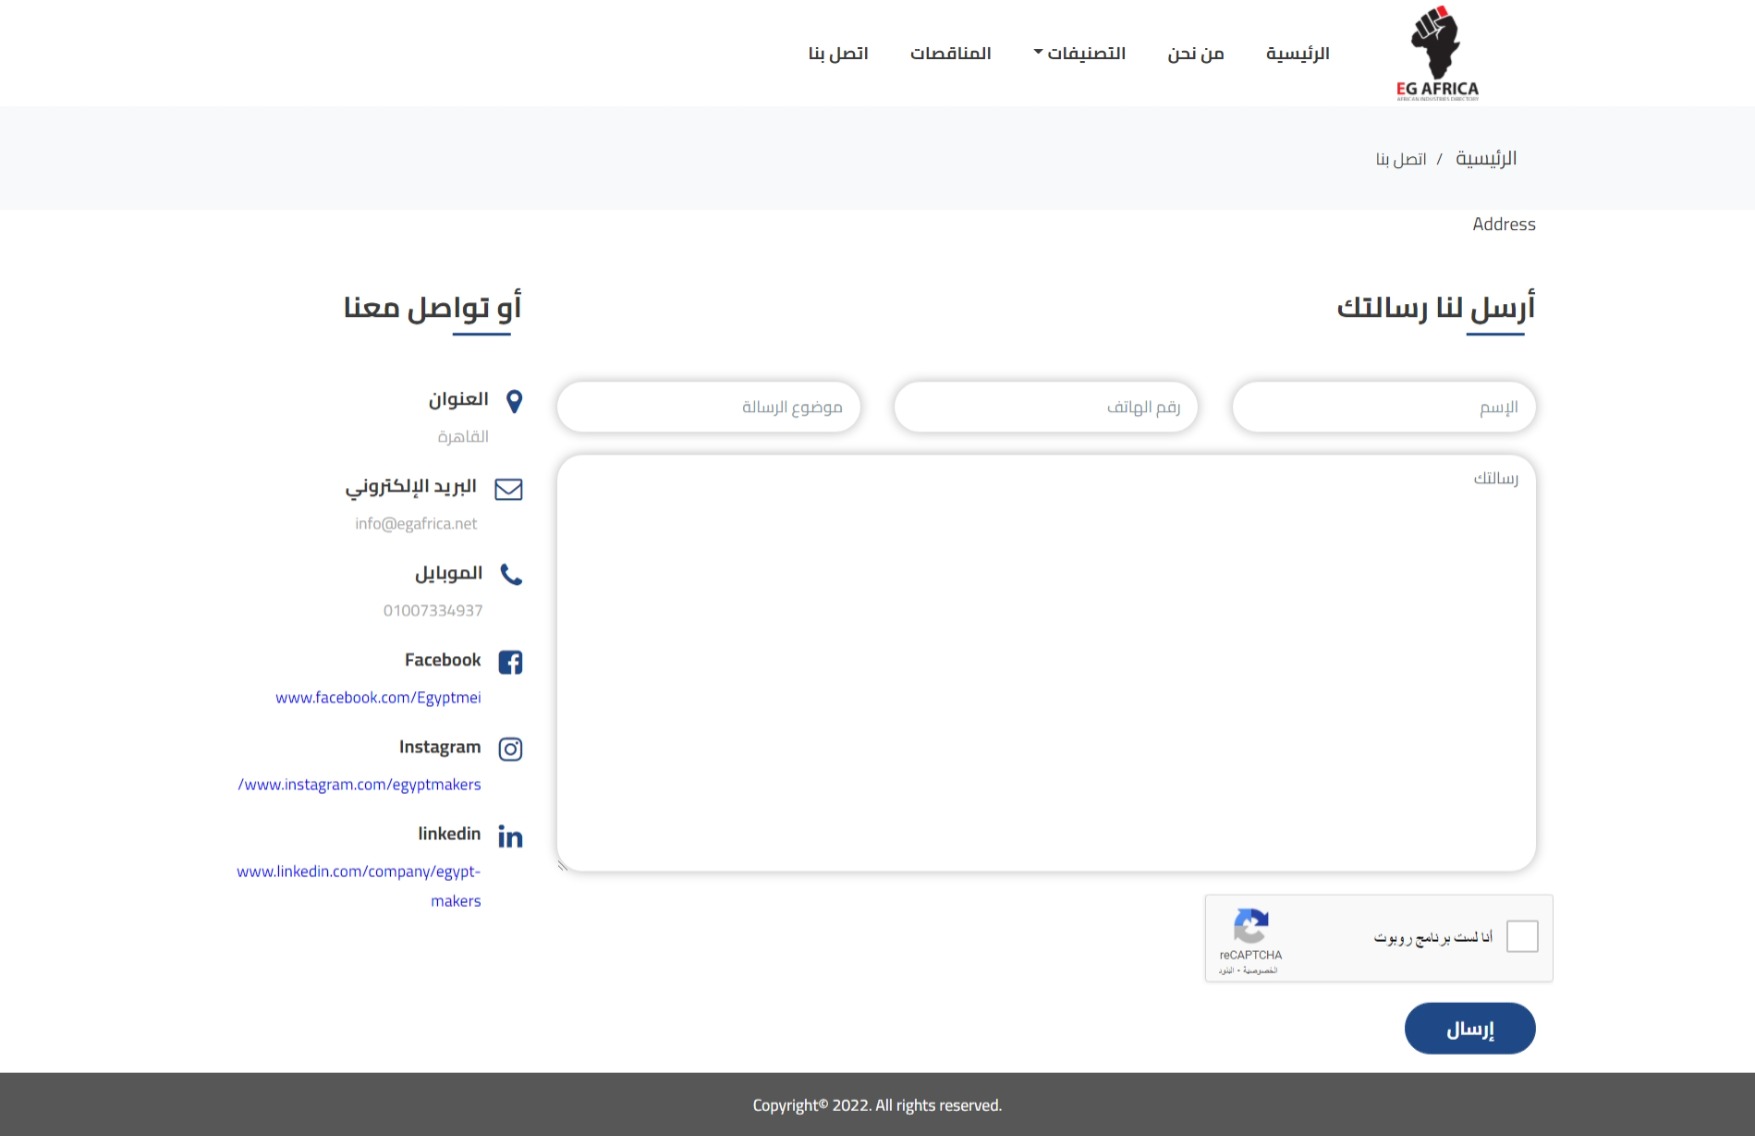 EG AFRICA
AFRICAN INDUSTRIES DIRECTORY
الرئيسية
من نحن
التصنيفات
المناقصات
اتصل بنا
الرئيسية / اتصل بنا
Address
أرسل لنا رسالتك
الإسم
رقم الهاتف
موضوع الرسالة
رسالتك
أنا لست برنامج روبوت
reCAPTCHA
الخصوصية - البنود
إرسال
أو تواصل معنا
العنوان
القاهرة
البريد الإلكتروني
info@egafrica.net
الموبايل
01007334937
Facebook
www.facebook.com/Egyptmei
Instagram
/www.instagram.com/egyptmakers
linkedin
www.linkedin.com/company/egypt-
makers
Copyright© 2022. All rights reserved.